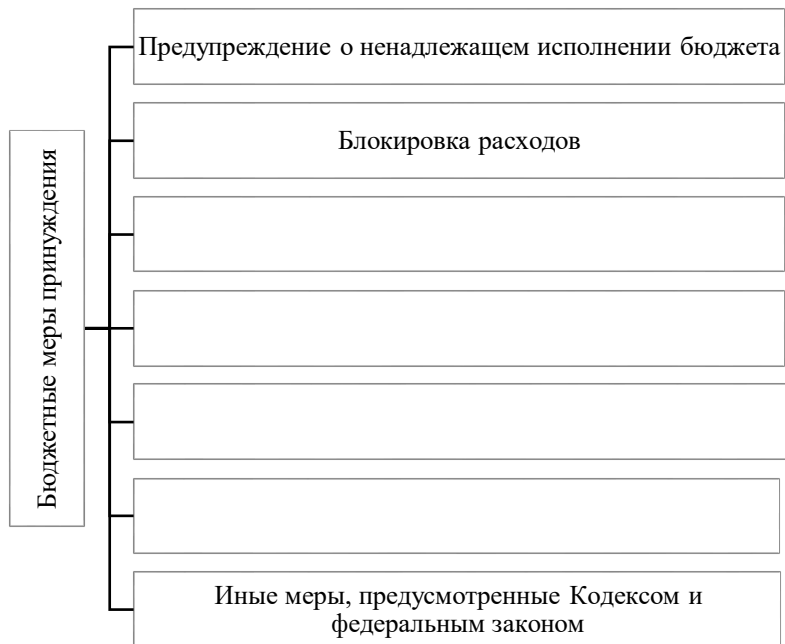 Бюджетные меры принуждения
Предупреждение о ненадлежащем исполнении бюджета
Блокировка расходов
Иные меры, предусмотренные Кодексом и
федеральным законом